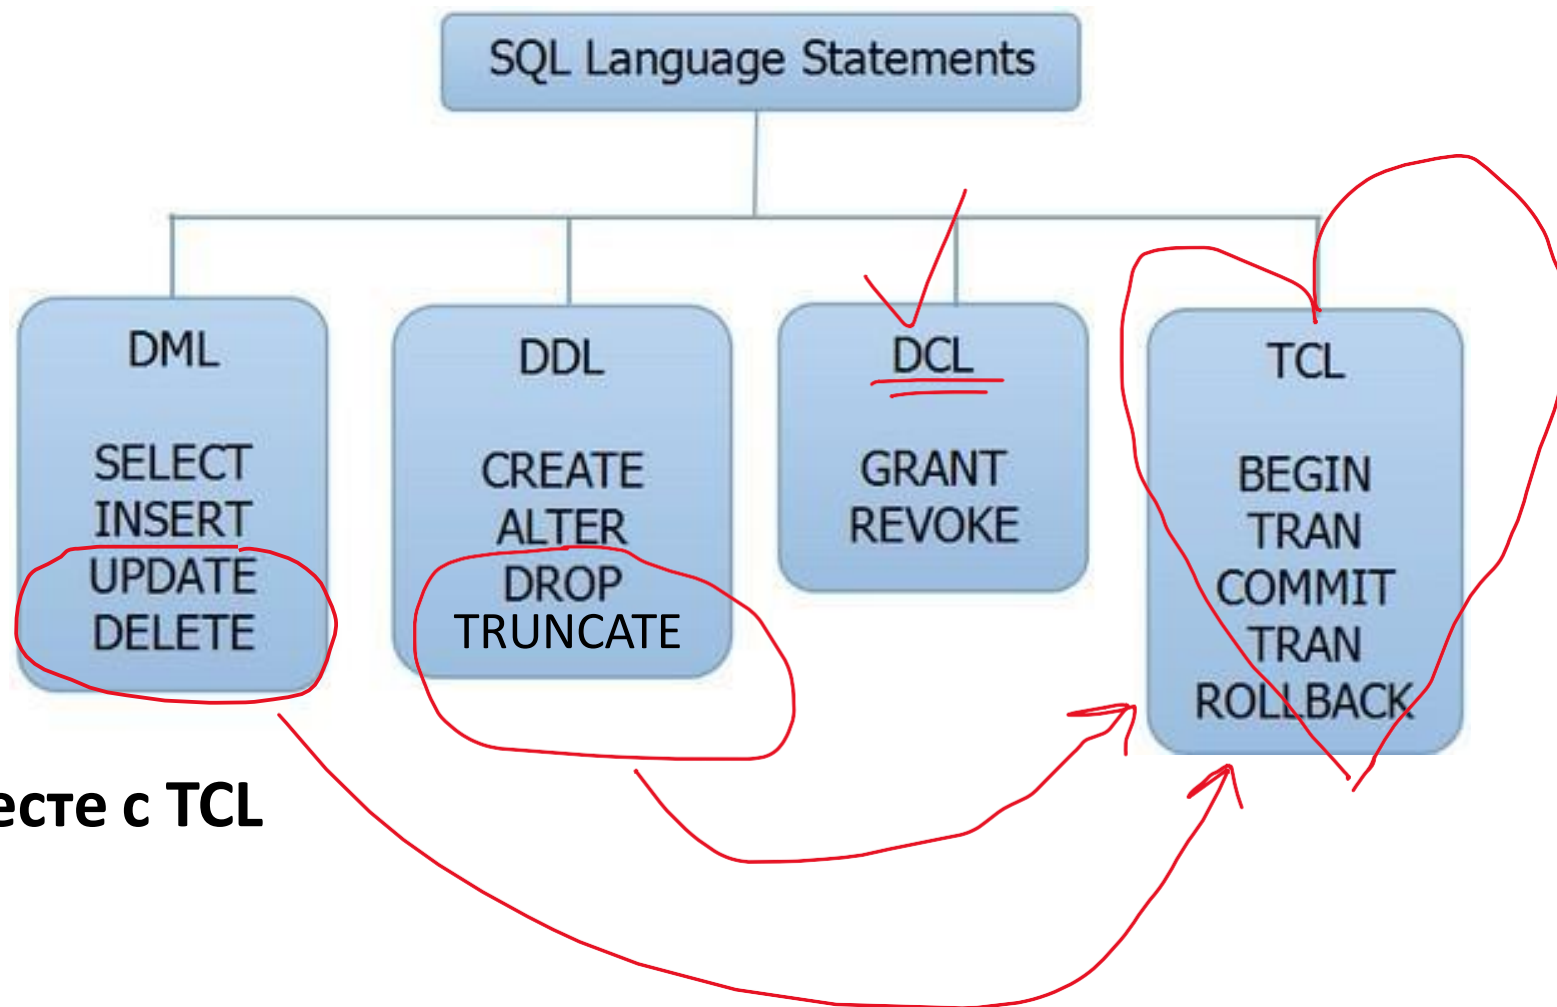 SQL Language Statements
DML
SELECT
INSERT
UPDATE
DELETE
DDL
CREATE
ALTER
DROP
TRUNCATE
DCL
GRANT
REVOKE
TCL
BEGIN
TRAN
COMMIT
TRAN
ROLLBACK
с TCL